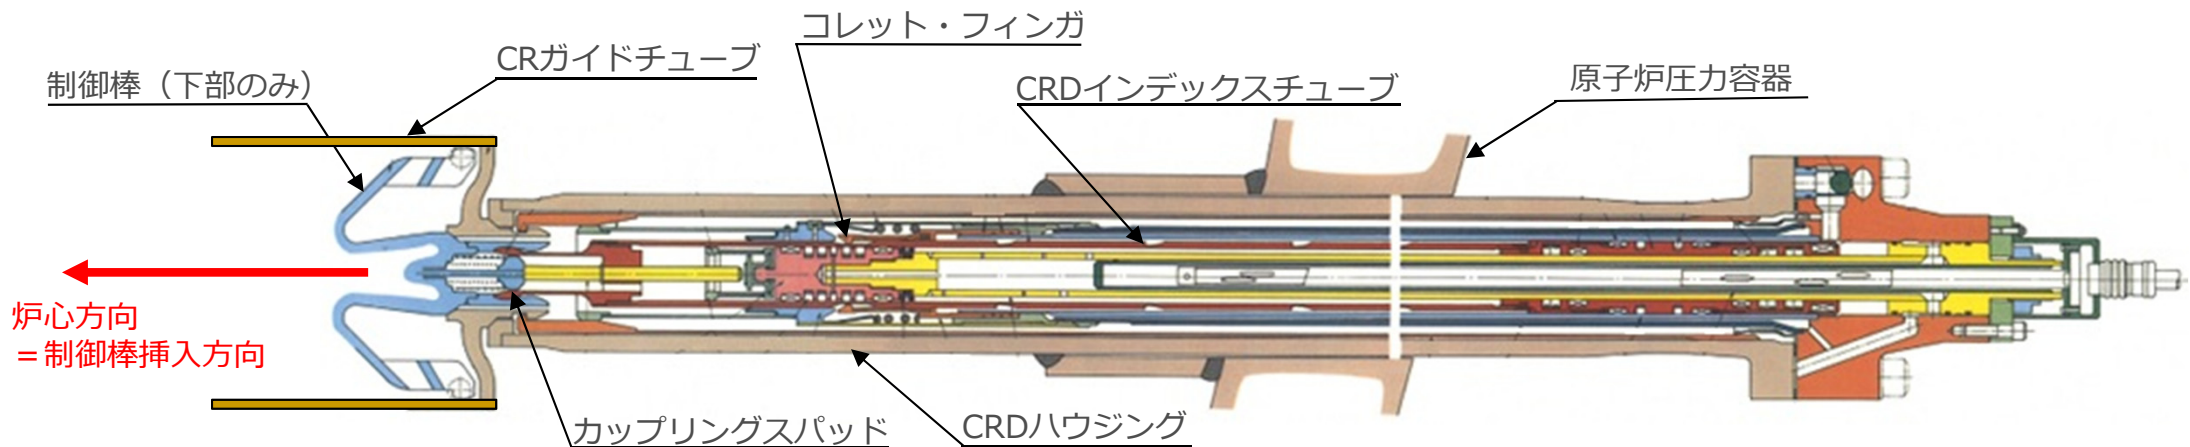 コレット・フィンガ
CRガイドチューブ
制御棒（下部のみ）
CRDインデックスチューブ
原子炉圧力容器
炉心方向
＝制御棒挿入方向
カップリングスパッド
CRDハウジング